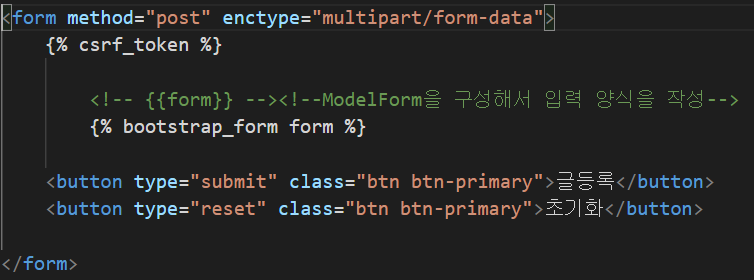 <form method="post" enctype="multipart/form-data">
{% csrf_token %}
<!-- {{form}} --><!--ModelForm을 구성해서 입력 양식을 작성-->
{% bootstrap_form form %}
<button type="submit" class="btn btn-primary">글등록</button>
<button type="reset" class="btn btn-primary">초기화</button>
</form>